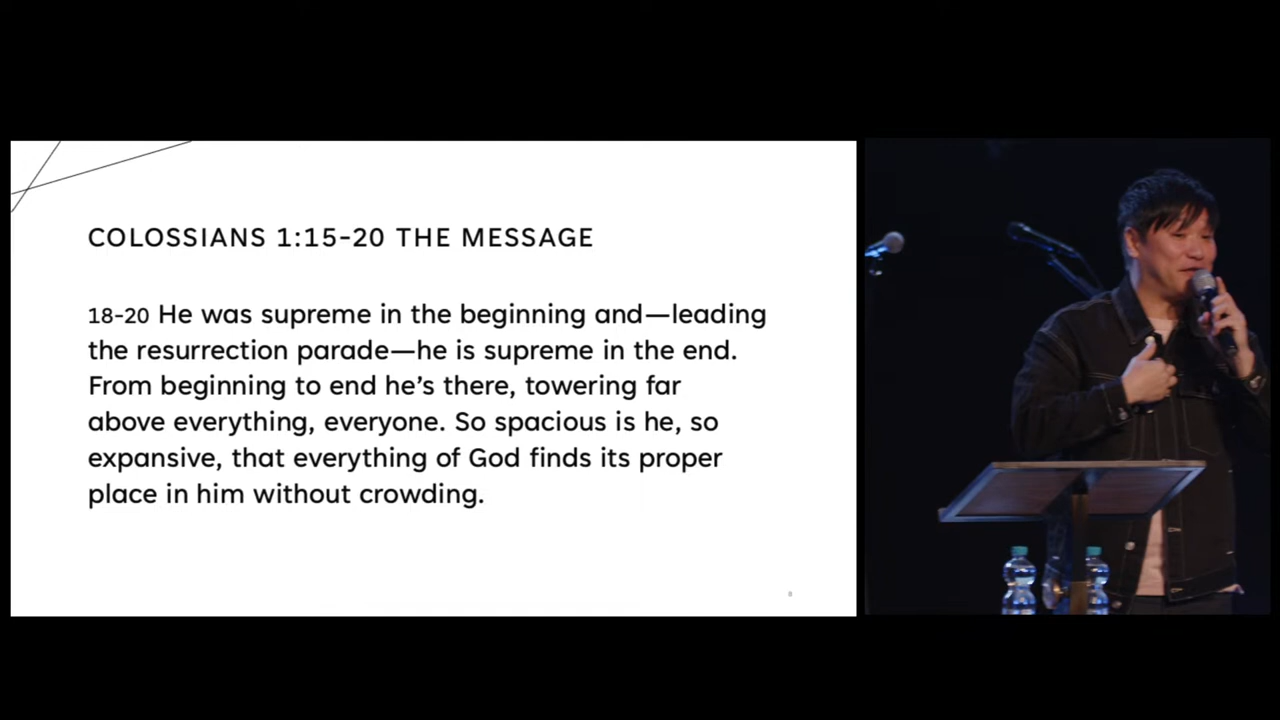 COLOSSIANS 1:15-20 THE MESSAGE
18-20 He was supreme in the beginning and—leading
the resurrection parade—he is supreme in the end.
From beginning to end he’s there, towering far
above everything, everyone. So spacious is he, so
expansive, that everything of God finds its proper
place in him without crowding.